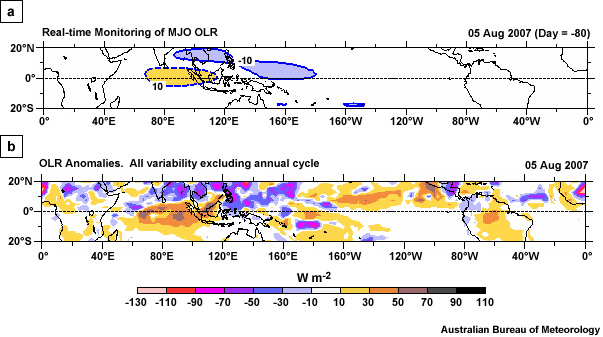 a
Real-time Monitoring of MJO OLR
05 Aug 2007 (Day = -80)
20°N
0°
20°S
-10
10
0° 40°E 80°E 120°E 160°E 160°W 120°W 80°W 40°W 0°
b
OLR Anomalies. All variability excluding annual cycle
05 Aug 2007
20°N
0°
20°S
0° 40°E 80°E 120°E 160°E 160°W 120°W 80°W 40°W 0°
W m-2
-130 -110 -90 -70 -50 -30 -10 10 30 50 70 90 110
Australian Bureau of Meteorology